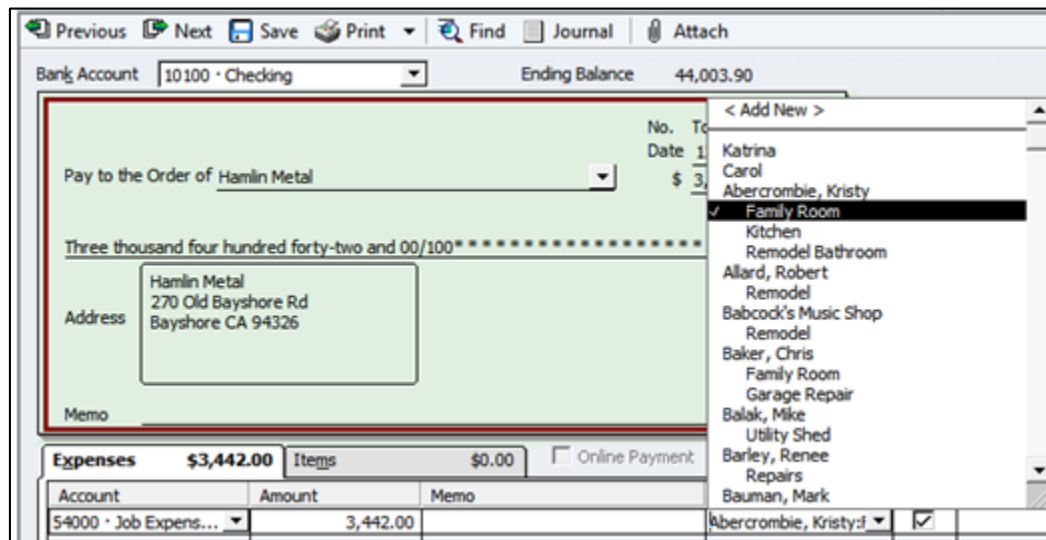 Previous Next Save Print Find Journal Attach
Bank Account 10100 · Checking Ending Balance 44,003.90
< Add New >
No.
Date
Pay to the Order of Hamlin Metal $
Three thousand four hundred forty-two and 00/100* * * * * * * * * * * * * * * * * * *
Address
Hamlin Metal
270 Old Bayshore Rd
Bayshore CA 94326
Memo
Katrina
Carol
Abercrombie, Kristy
✓ Family Room
Kitchen
Remodel Bathroom
Allard, Robert
Remodel
Babcock's Music Shop
Remodel
Baker, Chris
Family Room
Garage Repair
Balak, Mike
Utility Shed
Barley, Renee
Repairs
Bauman, Mark
Expenses $3,442.00 Items $0.00 Online Payment
Account Amount Memo
54000 · Job Expens... 3,442.00 Abercrombie, Kristy:F